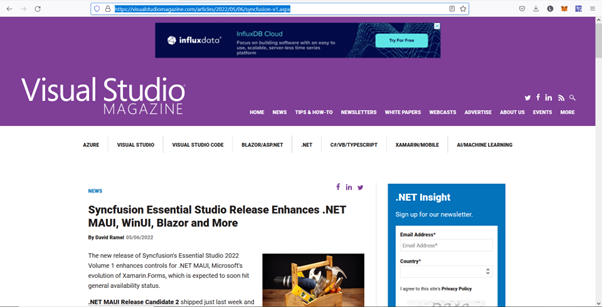 https://visualstudiomagazine.com/articles/2022/05/06/syncfusion-v1.aspx
influxdata
InfluxDB Cloud
Focus on building software with an easy to
use, scalable, server-less time series
platform
Try For Free
Visual Studio
MAGAZINE
HOME NEWS TIPS & HOW-TO NEWSLETTERS WHITE PAPERS WEBCASTS ADVERTISE ABOUT US EVENTS MORE
AZURE VISUAL STUDIO VISUAL STUDIO CODE BLAZOR/ASP.NET .NET C#/VB/TYPESCRIPT XAMARIN/MOBILE AI/MACHINE LEARNING
NEWS
Syncfusion Essential Studio Release Enhances .NET
MAUI, WinUI, Blazor and More
By David Ramel 05/06/2022
The new release of Syncfusion's Essential Studio 2022
Volume 1 enhances controls for .NET MAUI, Microsoft's
evolution of Xamarin.Forms, which is expected to soon hit
general availability status.
.NET MAUI Release Candidate 2 shipped just last week and
.NET Insight
Sign up for our newsletter.
Email Address*
Email Address*
Country*
I agree to this site's Privacy Policy